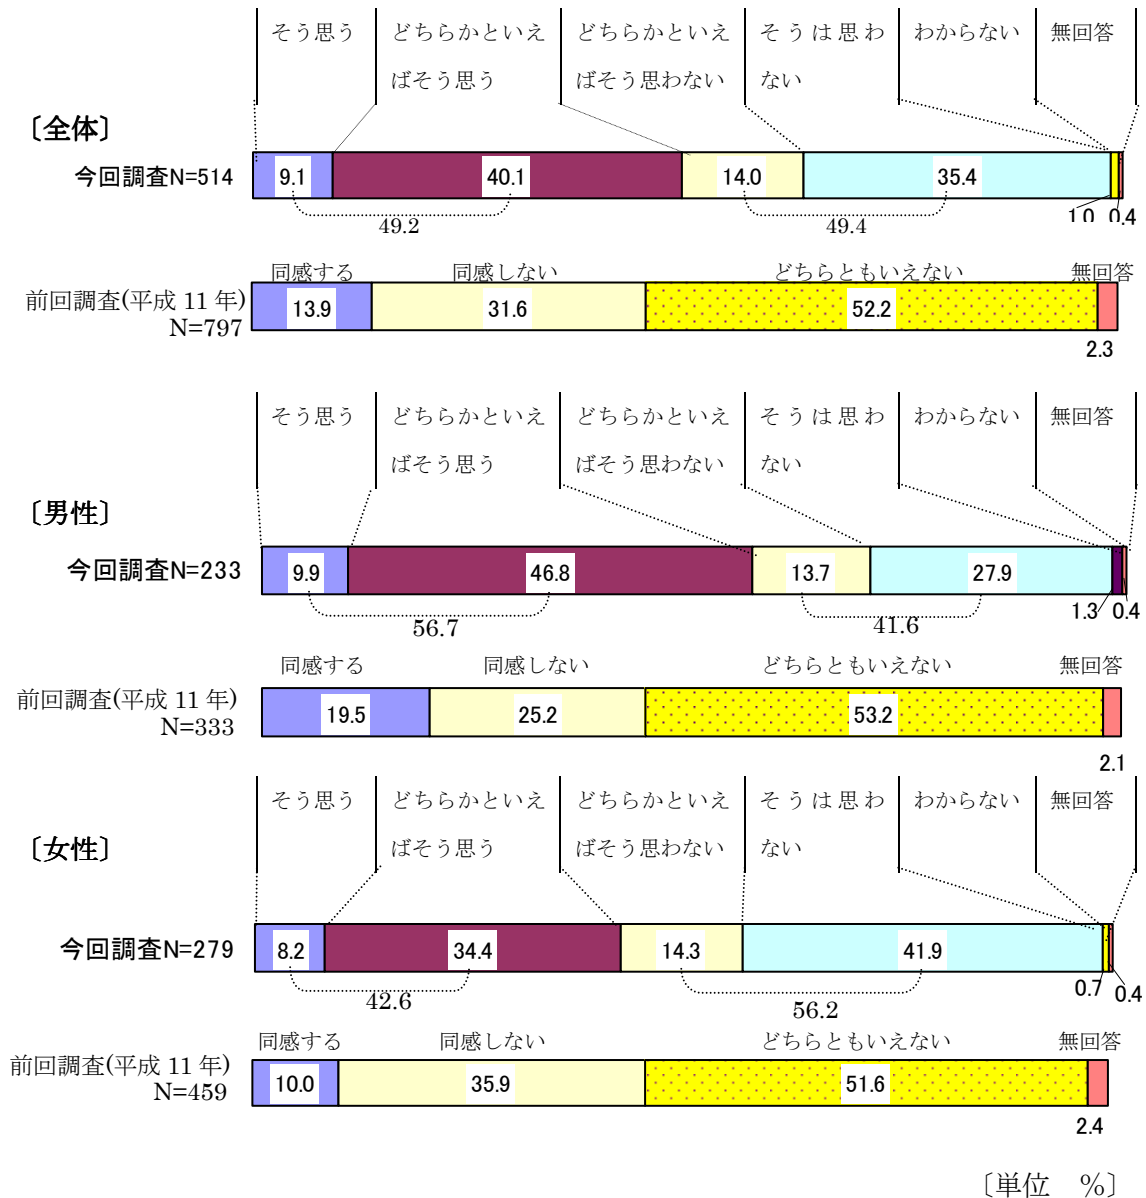 そう思う どちらかといえ どちらかといえ そうは思わ わからない 無回答
ばそう思う ばそう思わない ない
〔全体〕
今回調査N=514 9.1 40.1 14.0 35.4
1.0 0.4
49.2 49.4
同感する 同感しない どちらともいえない 無回答
前回調査(平成 11 年) 13.9 31.6 52.2
N=797
2.3
そう思う どちらかといえ どちらかといえ そうは思わ わからない 無回答
ばそう思う ばそう思わない ない
〔男性〕
今回調査N=233 9.9 46.8 13.7 27.9
1.3 0.4
56.7 41.6
同感する 同感しない どちらともいえない 無回答
前回調査(平成 11 年) 19.5 25.2 53.2
N=333
2.1
そう思う どちらかといえ どちらかといえ そうは思わ わからない 無回答
ばそう思う ばそう思わない ない
〔女性〕
今回調査N=279 8.2 34.4 14.3 41.9
0.7 0.4
42.6 56.2
同感する 同感しない どちらともいえない 無回答
前回調査(平成 11 年) 10.0 35.9 51.6
N=459
2.4
〔単位 %〕